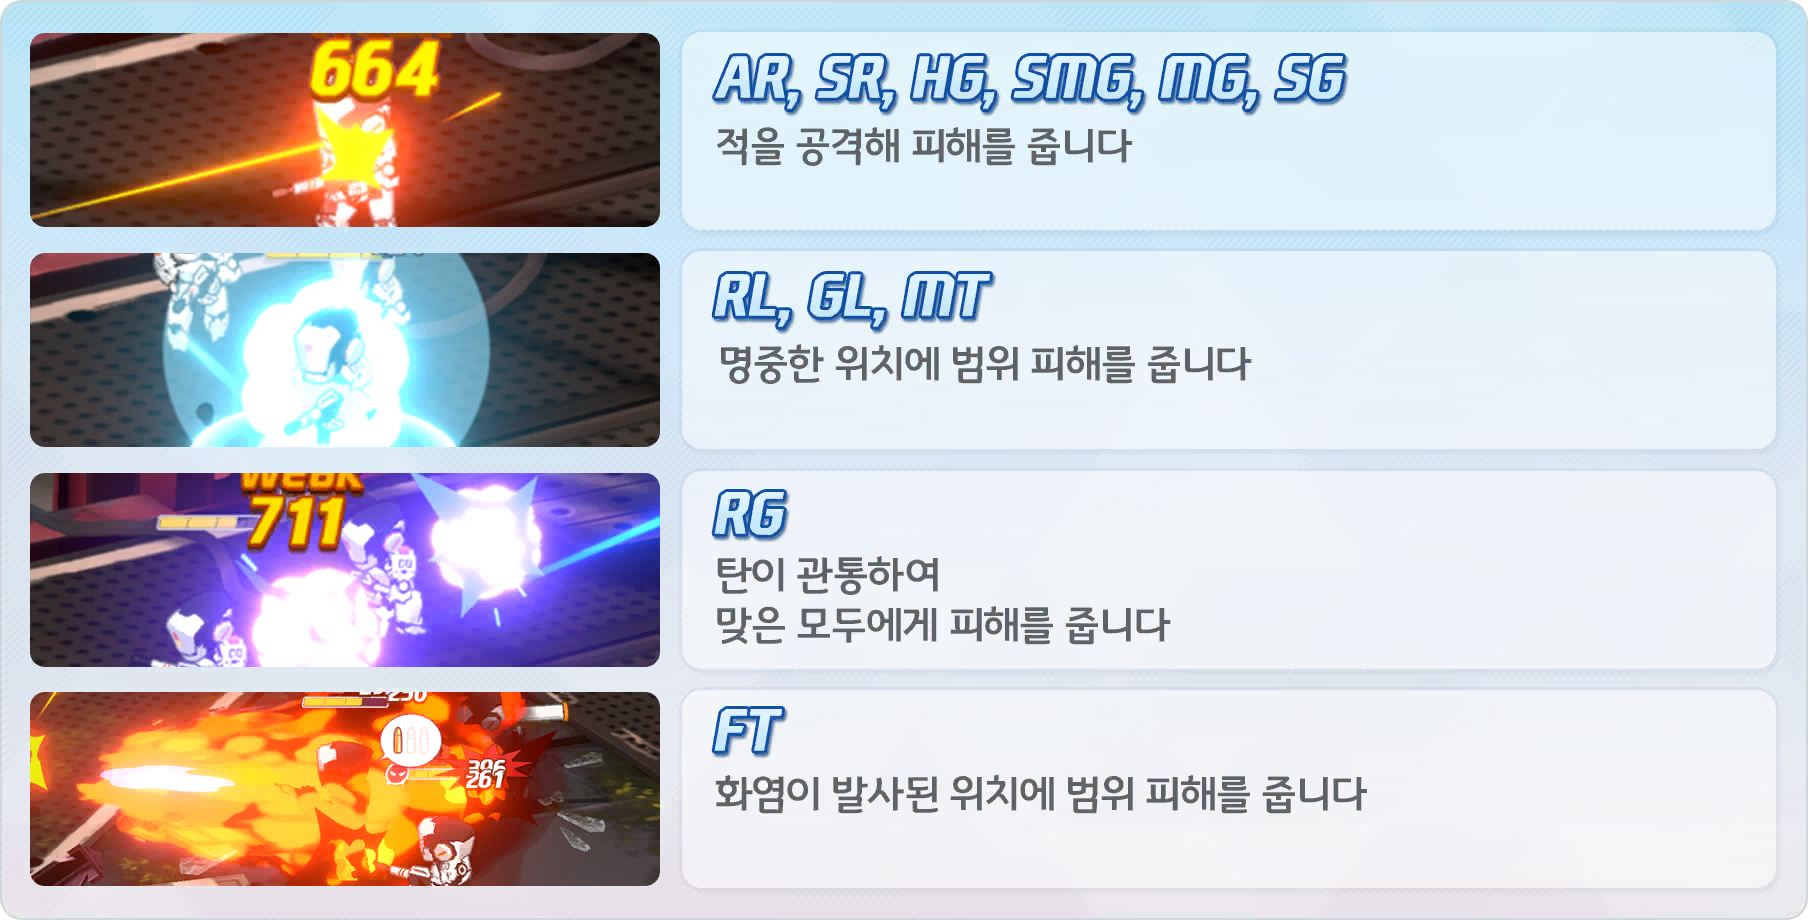 664
AR, SR, HG, SMG, MG, SG
적을 공격해 피해를 줍니다
RL, GL, MT
명중한 위치에 범위 피해를 줍니다
WEAK
711
RG
탄이 관통하여
맞은 모두에게 피해를 줍니다
396
261
FT
화염이 발사된 위치에 범위 피해를 줍니다